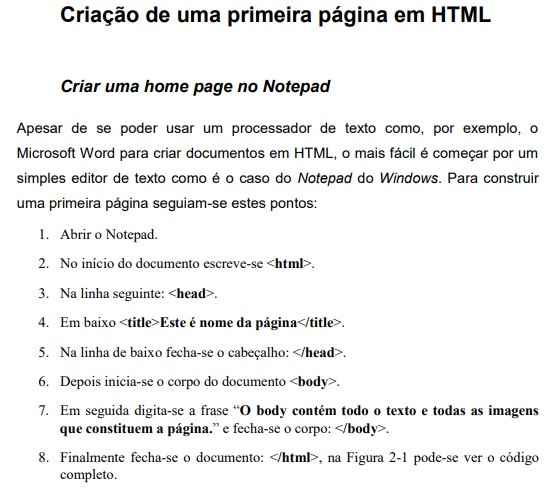 Criação de uma primeira página em HTML
Criar uma home page no Notepad
Apesar de se poder usar um processador de texto como, por exemplo, o
Microsoft Word para criar documentos em HTML, o mais fácil é começar por um
simples editor de texto como é o caso do Notepad do Windows. Para construir
uma primeira página seguiam-se estes pontos:
1. Abrir o Notepad.
2. No início do documento escreve-se <html>.
3. Na linha seguinte: <head>.
4. Em baixo <title>Este é nome da página</title>.
5. Na linha de baixo fecha-se o cabeçalho: </head>.
6. Depois inicia-se o corpo do documento <body>.
7. Em seguida digita-se a frase “O body contém todo o texto e todas as imagens
que constituem a página.” e fecha-se o corpo: </body>.
8. Finalmente fecha-se o documento: </html>, na Figura 2-1 pode-se ver o código
completo.